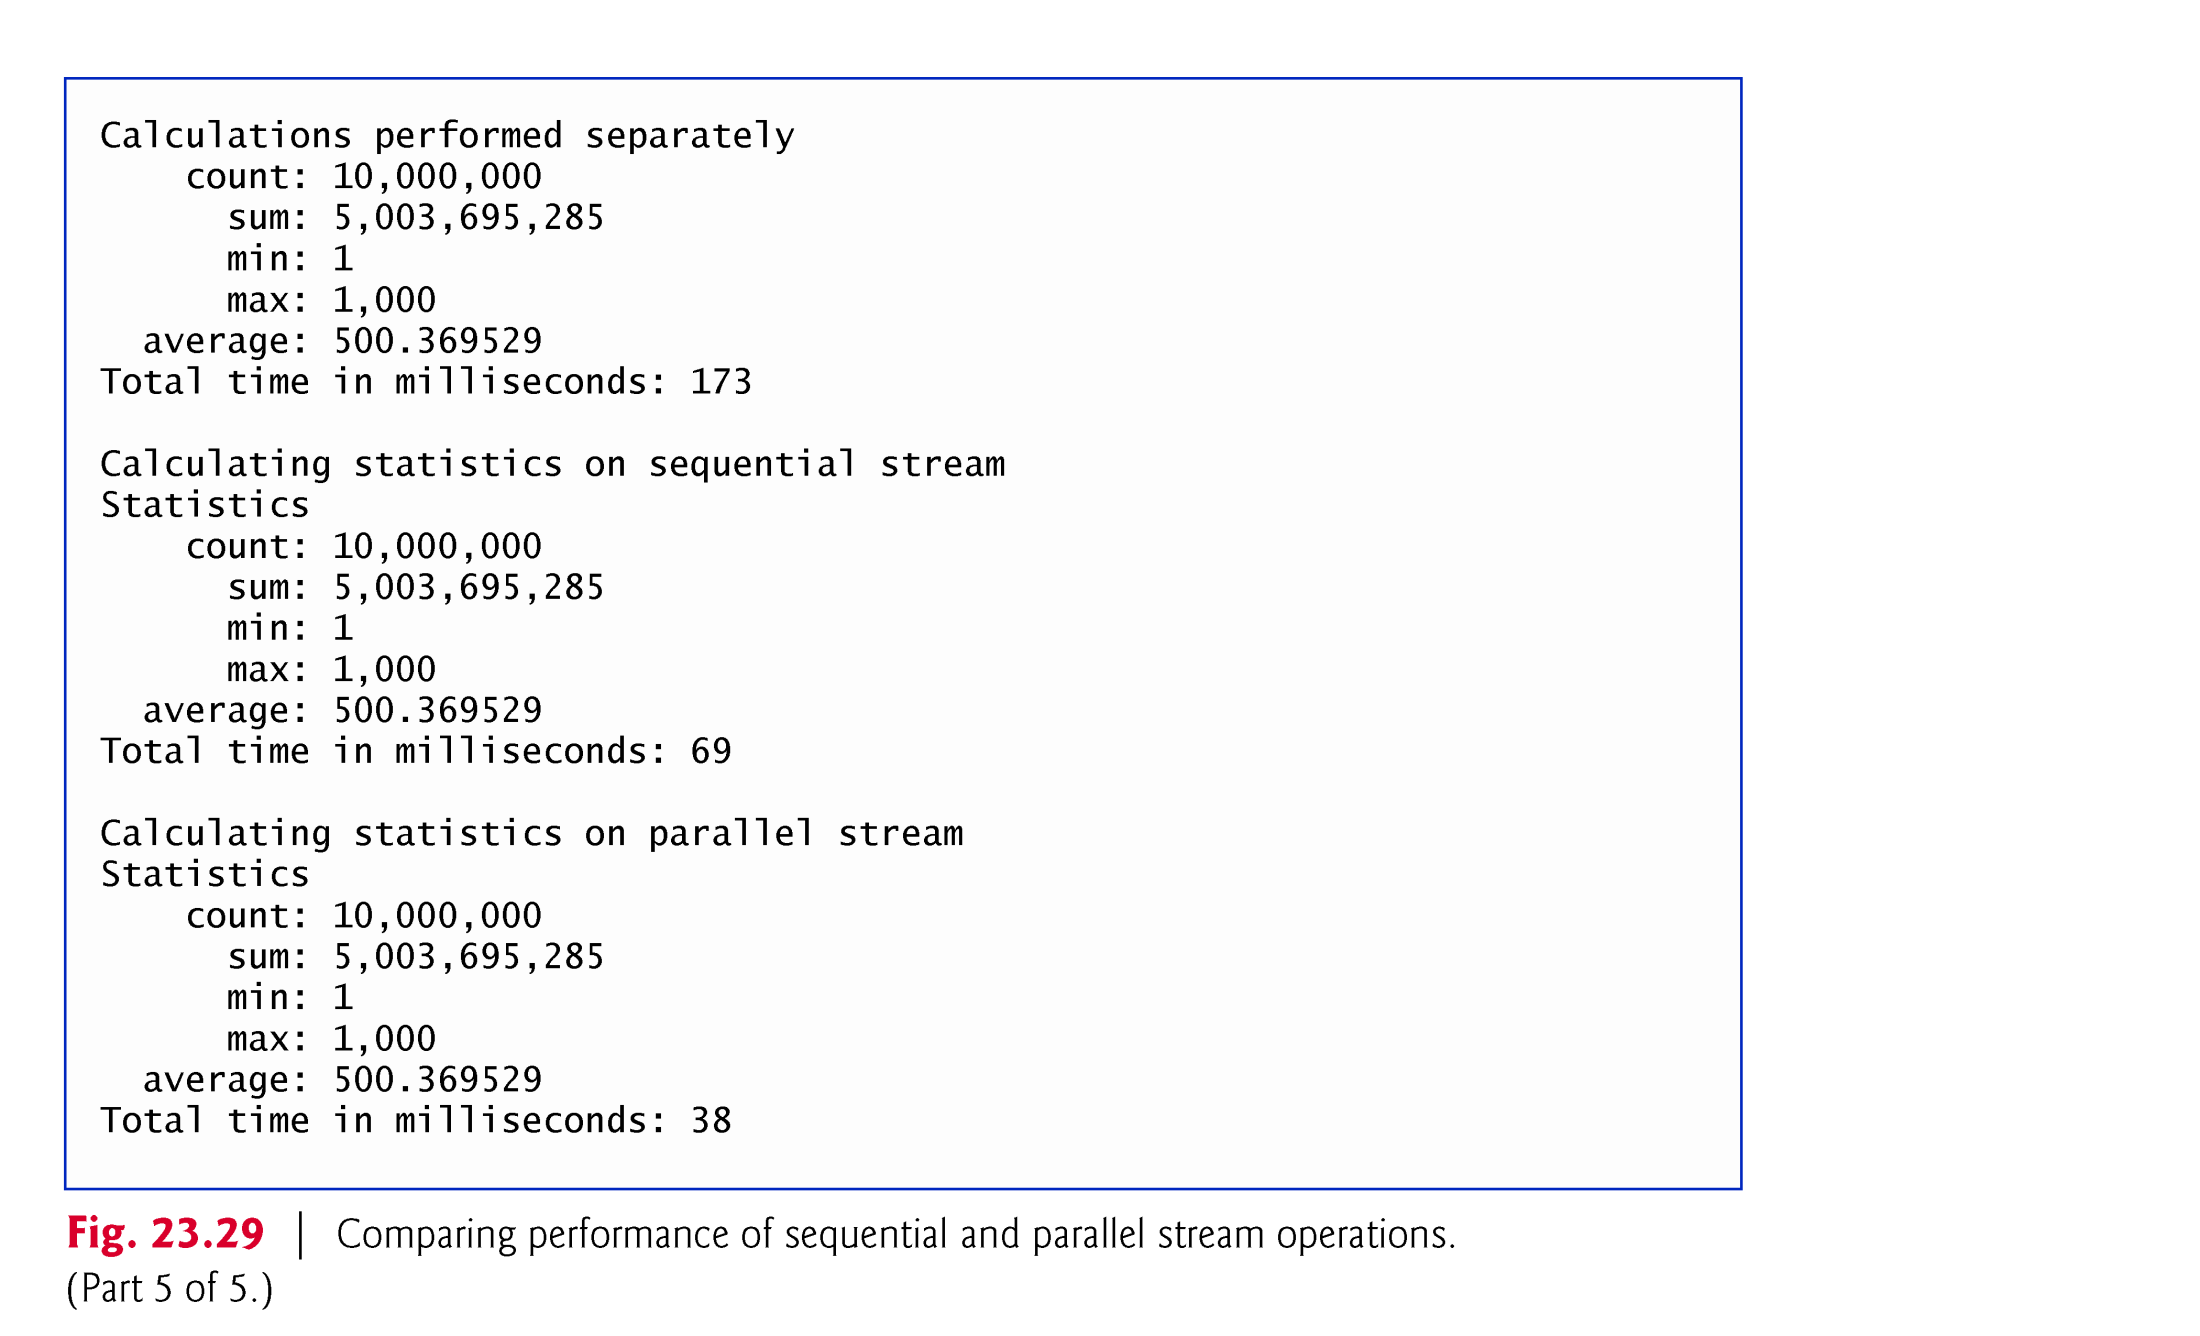 Calculations performed separately
count: 10,000,000
sum: 5,003,695,285
min: 1
max: 1,000
average: 500.369529
Total time in milliseconds: 173
Calculating statistics on sequential stream
Statistics
count: 10,000,000
sum: 5,003,695,285
min: 1
max: 1,000
average: 500.369529
Total time in milliseconds: 69
Calculating statistics on parallel stream
Statistics
count: 10,000,000
sum: 5,003,695,285
min: 1
max: 1,000
average: 500.369529
Total time in milliseconds: 38
Fig. 23.29 | Comparing performance of sequential and parallel stream operations.
(Part 5 of 5.)